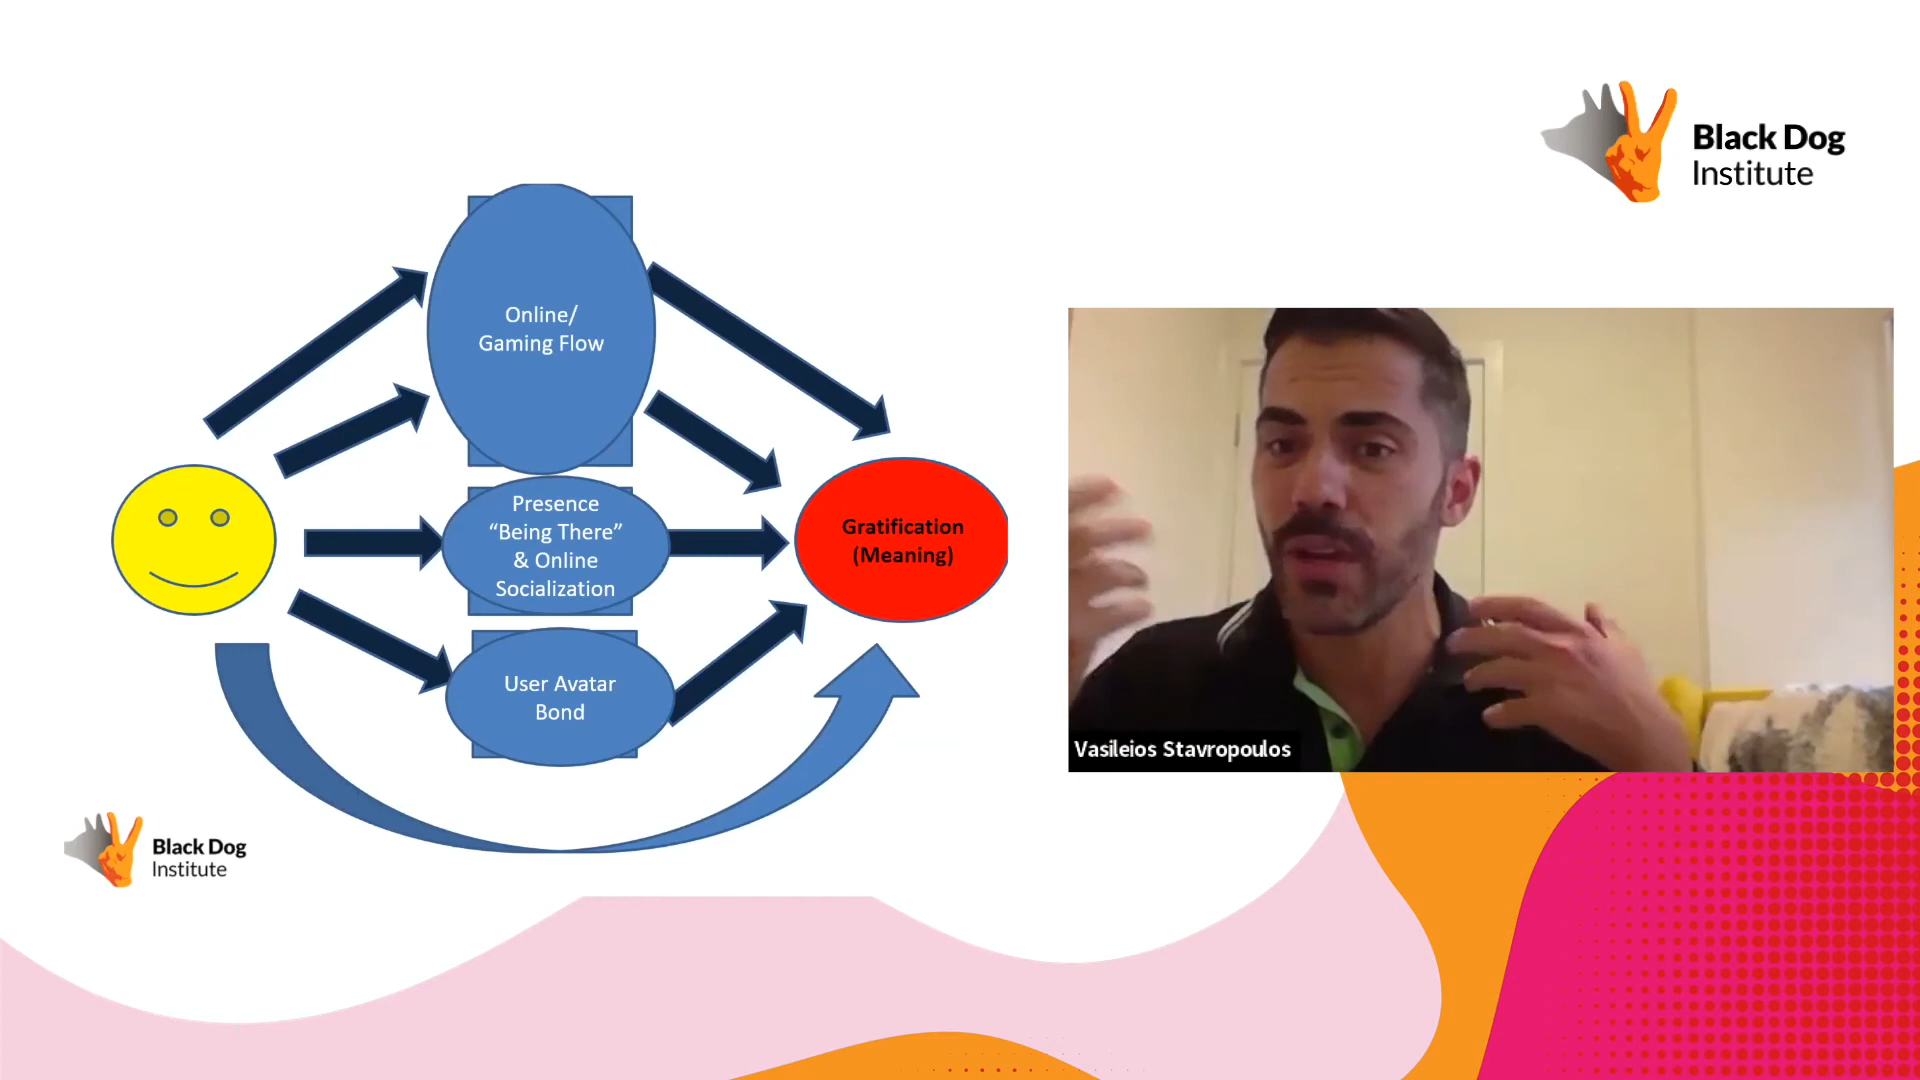 Black Dog
Institute
Online/
Gaming Flow
Presence
“Being There”
& Online
Socialization
User Avatar
Bond
Gratification
(Meaning)
Vasileios Stavropoulos
Black Dog
Institute